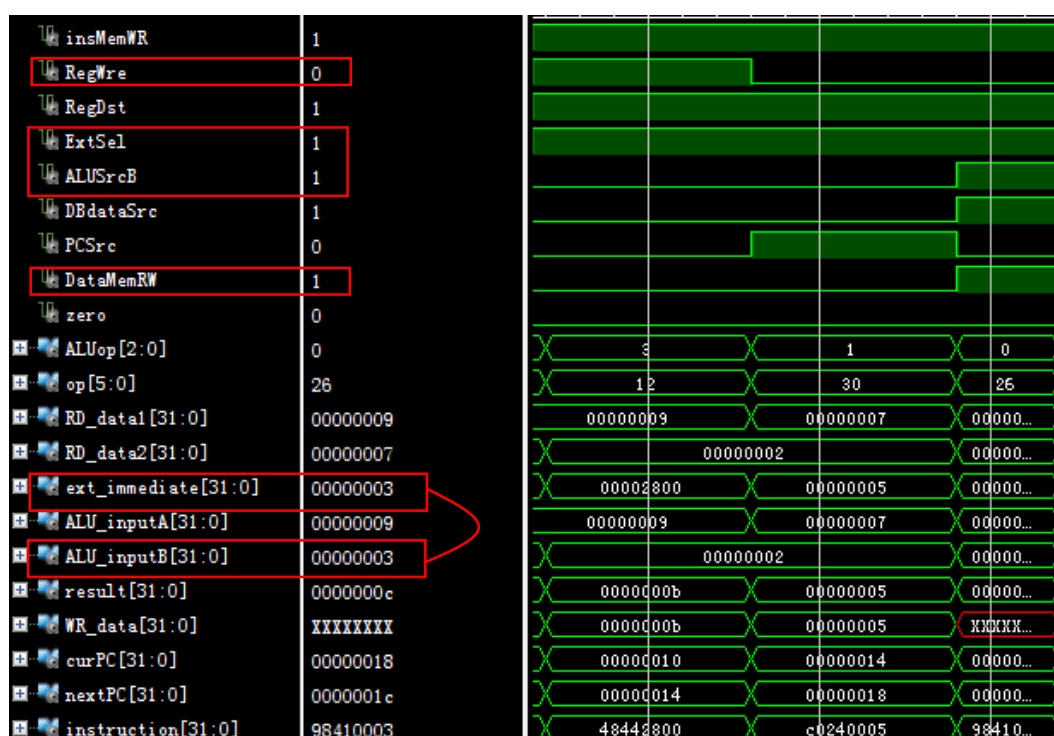 insMemWR 1
RegWre 0
RegDst 1
ExtSel 1
ALUSrcB 1
DBdataSrc 1
PCSrc 0
DataMemRW 1
zero 0
ALUop[2:0] 0 3 1 0
op[5:0] 26 12 30 26
RD_data1[31:0] 00000009 00000009 00000007 00000...
RD_data2[31:0] 00000007 00000002 00000...
ext_immediate[31:0] 00000003 00002800 00000005 00000...
ALU_inputA[31:0] 00000009 00000009 00000007 00000...
ALU_inputB[31:0] 00000003 00000002 00000...
result[31:0] 0000000c 0000000b 00000005 00000...
WR_data[31:0] XXXXXXXX 0000000b 00000005 XXXXX...
curPC[31:0] 00000018 00000010 00000014 00000...
nextPC[31:0] 0000001c 00000014 00000018 00000...
instruction[31:0] 98410003 48442800 c0240005 98410...